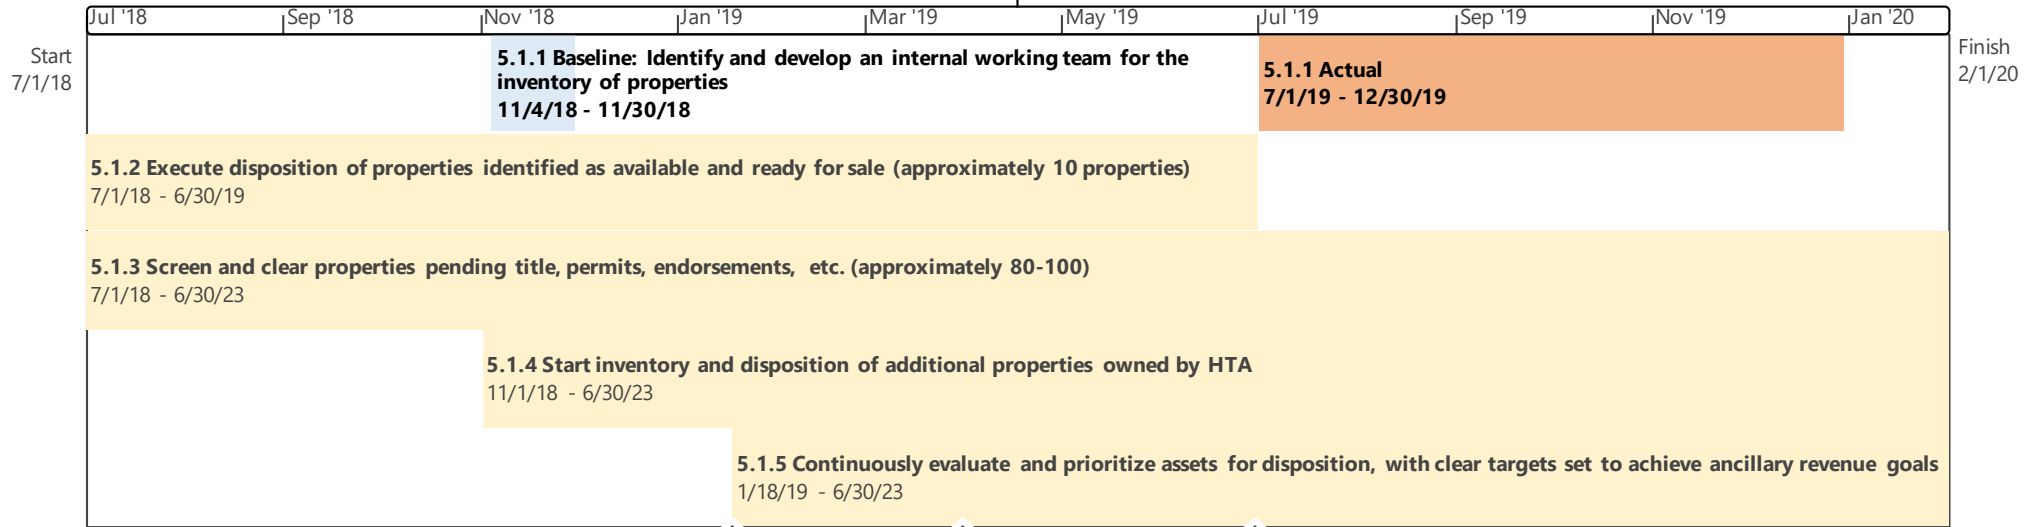 Jul '18 Sep '18 Nov '18 Jan '19 Mar '19 May '19 Jul '19 Sep '19 Nov '19 Jan '20
Start
7/1/18
Finish
2/1/20
5.1.1 Baseline: Identify and develop an internal working team for the
inventory of properties
11/4/18 - 11/30/18
5.1.1 Actual
7/1/19 - 12/30/19
5.1.2 Execute disposition of properties identified as available and ready for sale (approximately 10 properties)
7/1/18 - 6/30/19
5.1.3 Screen and clear properties pending title, permits, endorsements, etc. (approximately 80-100)
7/1/18 - 6/30/23
5.1.4 Start inventory and disposition of additional properties owned by HTA
11/1/18 - 6/30/23
5.1.5 Continuously evaluate and prioritize assets for disposition, with clear targets set to achieve ancillary revenue goals
1/18/19 - 6/30/23